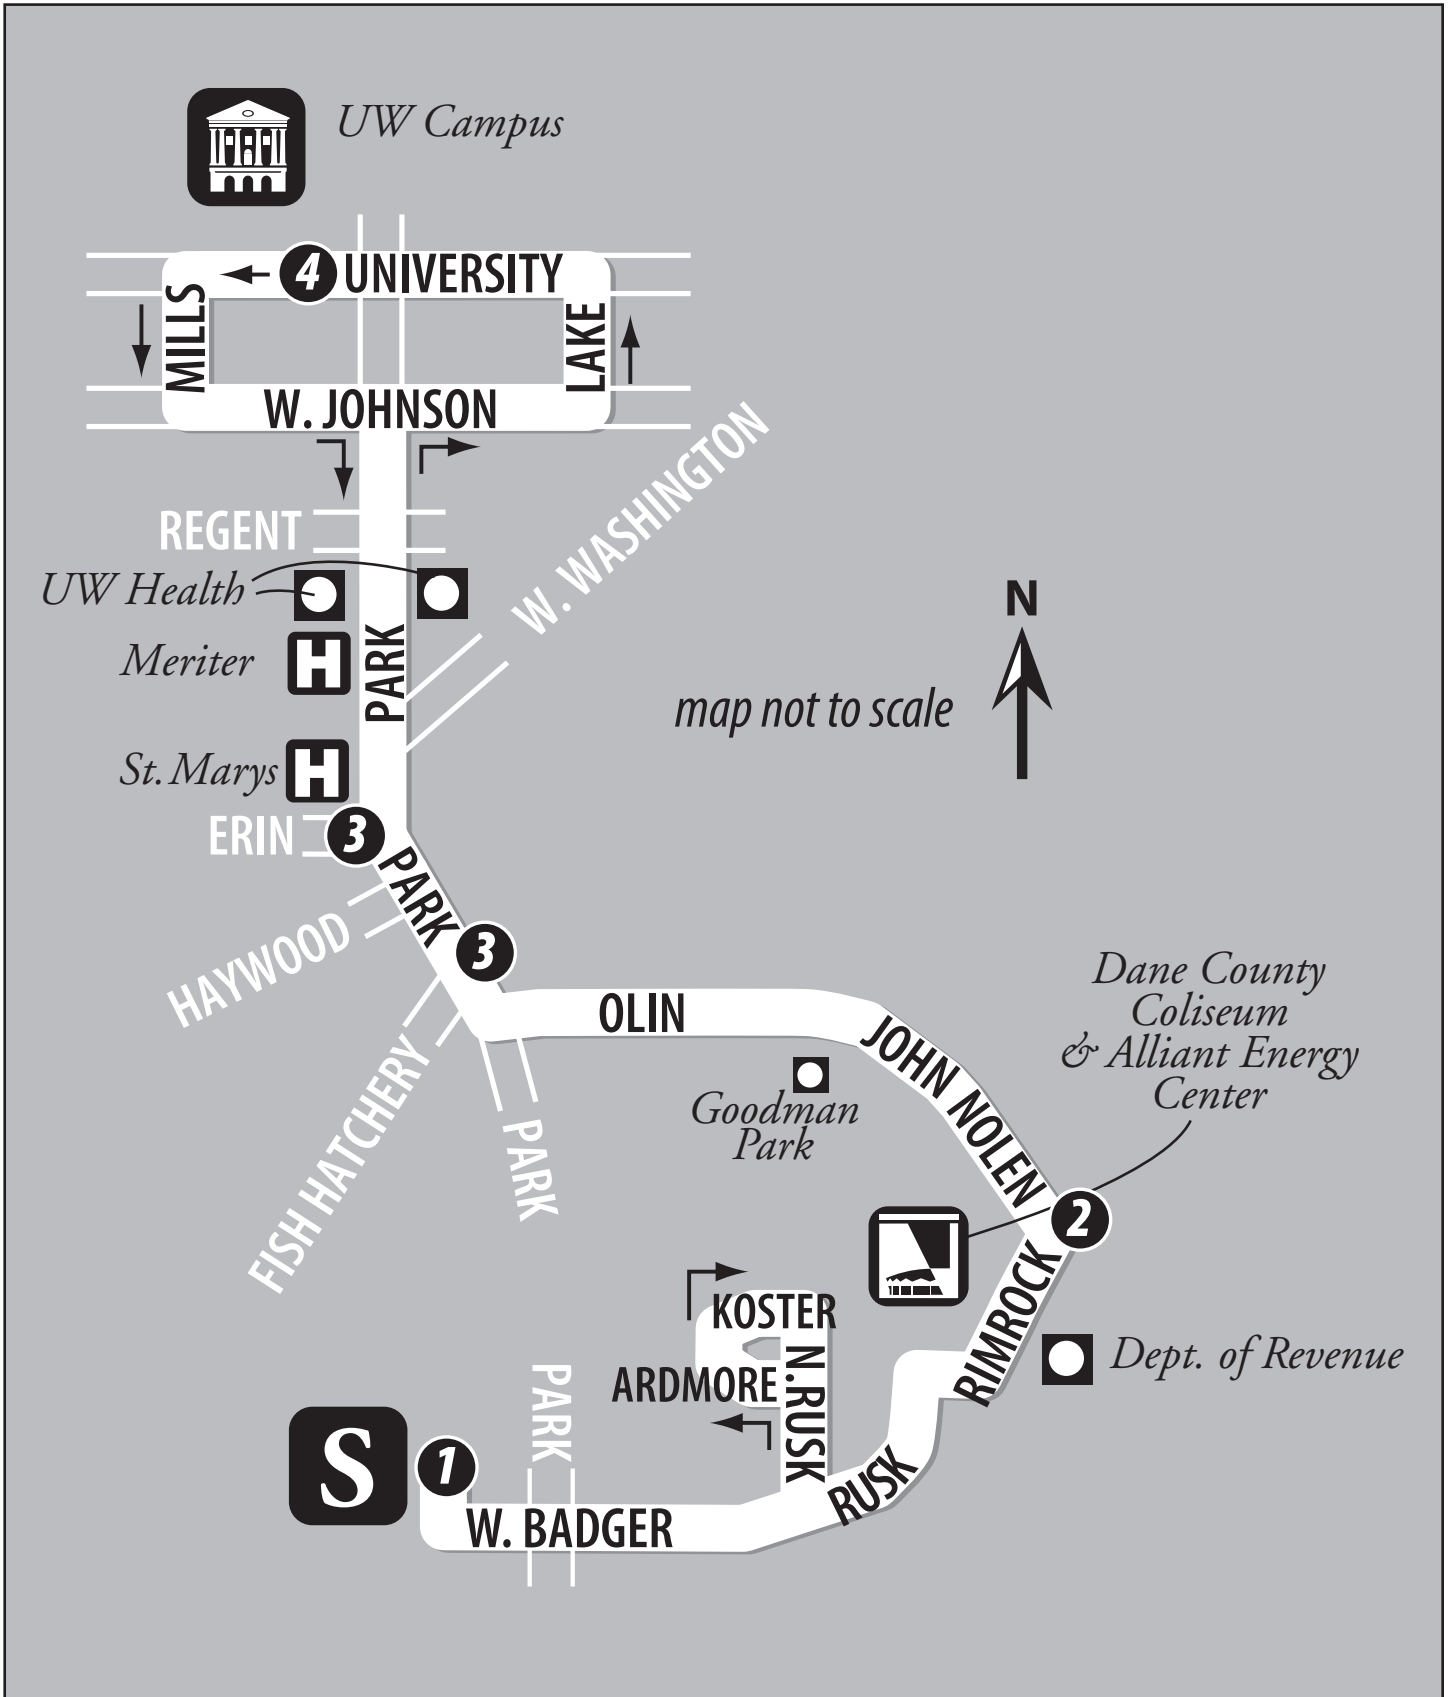 UW Campus
4
UNIVERSITY
MILLS
LAKE
W. JOHNSON
W. WASHINGTON
REGENT
UW Health
Meriter
H
PARK
N
map not to scale
St. Marys
H
ERIN
3
PARK
HAYWOOD
3
OLIN
Dane County
Coliseum
& Alliant Energy
Center
JOHN NOLEN
Goodman
Park
FISH HATCHERY
PARK
2
KOSTER
RIMROCK
Dept. of Revenue
ARDMORE
N. RUSK
PARK
S
1
RUSK
W. BADGER